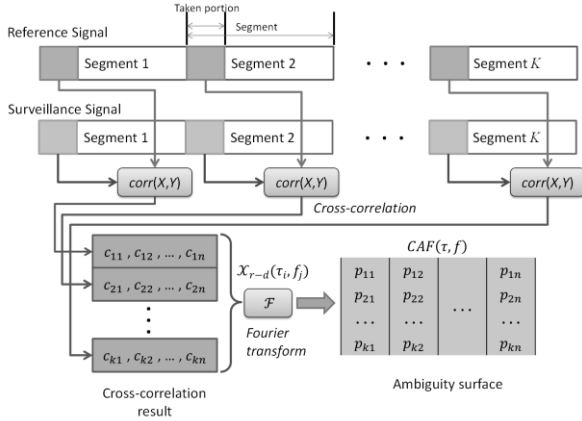 Taken portion
Segment
Reference Signal
Segment 1
Segment 2
. . .
Segment K
Surveillance Signal
Segment 1
Segment 2
. . .
Segment K
corr(X,Y)
corr(X,Y)
corr(X,Y)
Cross-correlation
c₁₁ , c₁₂ , … , c₁ₙ
c₂₁ , c₂₂ , … , c₂ₙ
⋮
cₖ₁ , cₖ₂ , … , cₖₙ
Cross-correlation
result
𝒳ᵣ₋d(τᵢ, fⱼ)
ℱ
Fourier
transform
CAF(τ, f)
p₁₁ p₁₂ p₁ₙ
p₂₁ p₂₂ … p₂ₙ
… … …
pₖ₁ pₖ₂ pₖₙ
Ambiguity surface